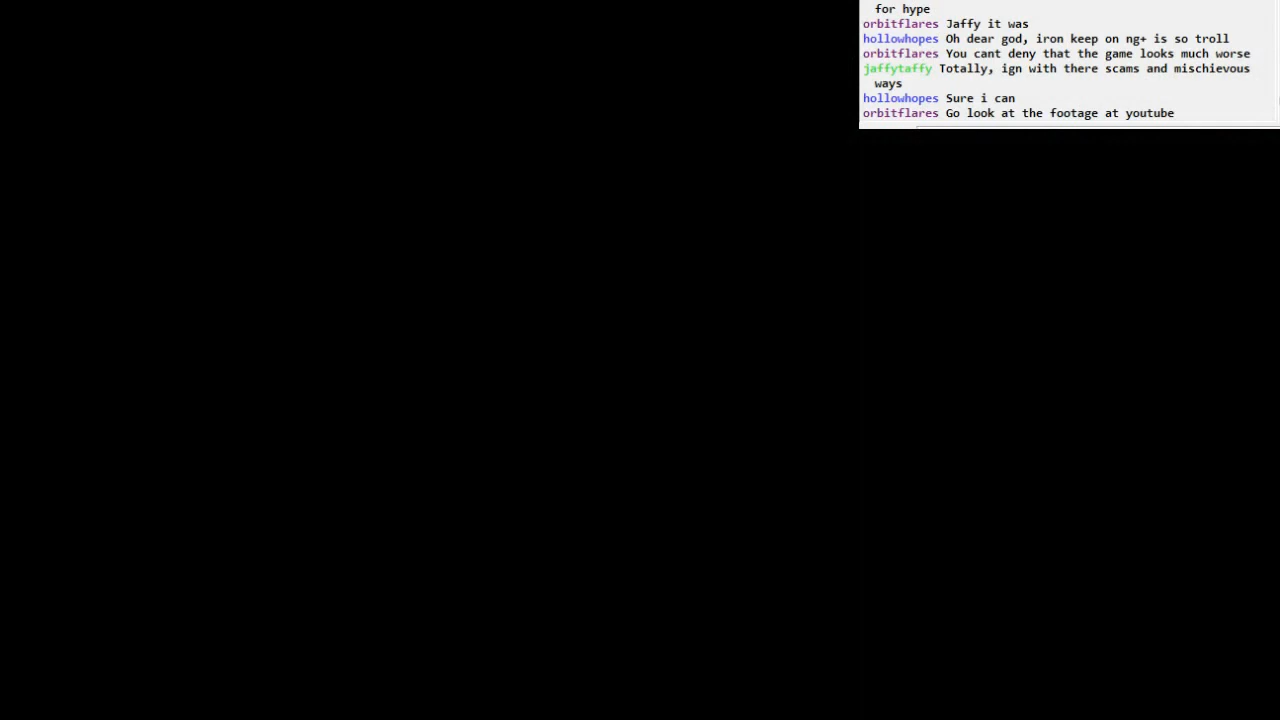 for hype
orbitflares Jaffy it was
hollowhopes Oh dear god, iron keep on ng+ is so troll
orbitflares You cant deny that the game looks much worse
jaffytaffy Totally, ign with there scams and mischievous
ways
hollowhopes Sure i can
orbitflares Go look at the footage at youtube